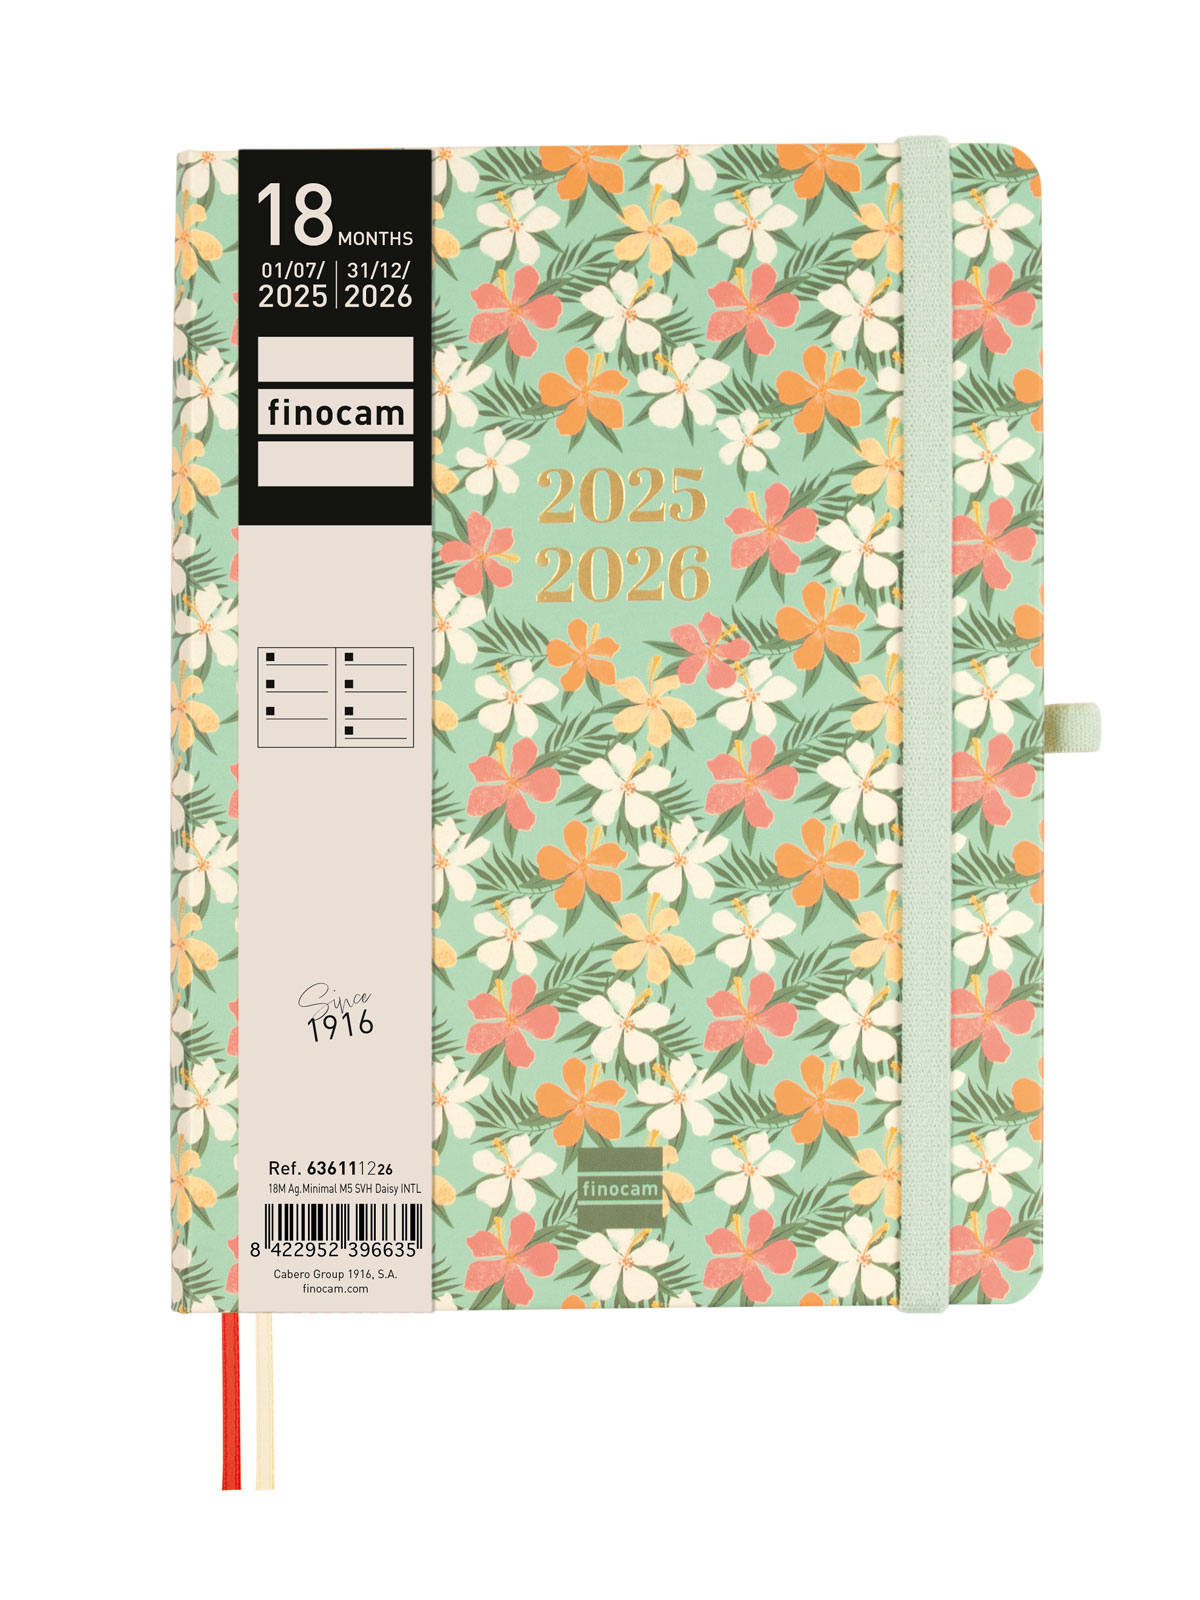 18 MONTHS
01/07/ 31/12/
2025 2026
finocam
2025
2026
Since
1916
Ref. 636111226
18M Ag.Minimal M5 SVH Daisy INTL
8 422952 396635
Cabero Group 1916, S.A.
finocam.com
finocam